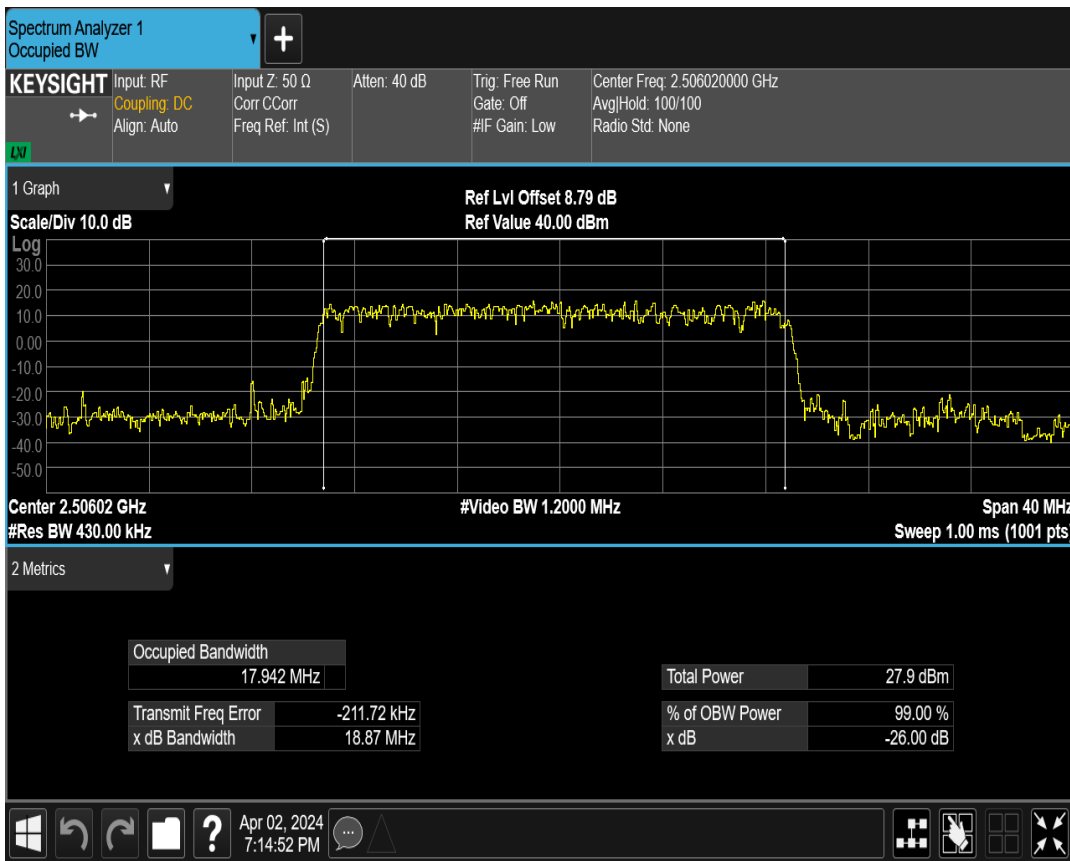 Spectrum Analyzer 1
Occupied BW
+
KEYSIGHT
LXI
Input: RF
Coupling: DC
Align: Auto
Input Z: 50 Ω
Corr CCorr
Freq Ref: Int (S)
Atten: 40 dB
Trig: Free Run
Gate: Off
#IF Gain: Low
Center Freq: 2.506020000 GHz
Avg|Hold: 100/100
Radio Std: None
1 Graph
Scale/Div 10.0 dB
Ref Lvl Offset 8.79 dB
Ref Value 40.00 dBm
Log
30.0
20.0
10.0
0.00
-10.0
-20.0
-30.0
-40.0
-50.0
Center 2.50602 GHz
#Res BW 430.00 kHz
#Video BW 1.2000 MHz
Span 40 MHz
Sweep 1.00 ms (1001 pts)
2 Metrics
Occupied Bandwidth
17.942 MHz
Transmit Freq Error -211.72 kHz
x dB Bandwidth 18.87 MHz
Total Power 27.9 dBm
% of OBW Power 99.00 %
x dB -26.00 dB
?
Apr 02, 2024
7:14:52 PM